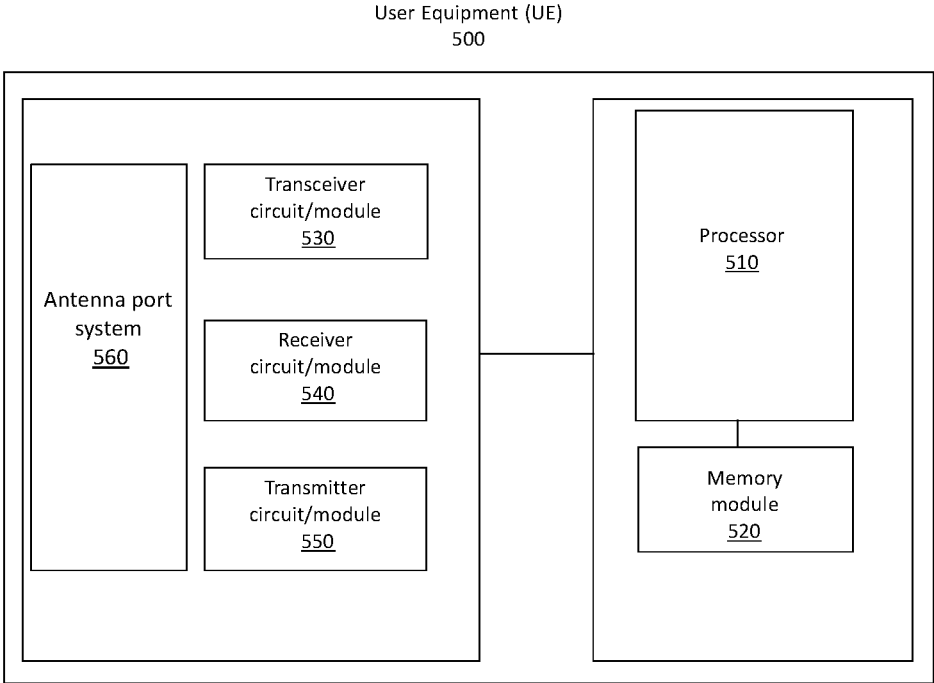 User Equipment (UE)
500
Antenna port
system
560
Transceiver
circuit/module
530
Receiver
circuit/module
540
Transmitter
circuit/module
550
Processor
510
Memory
module
520